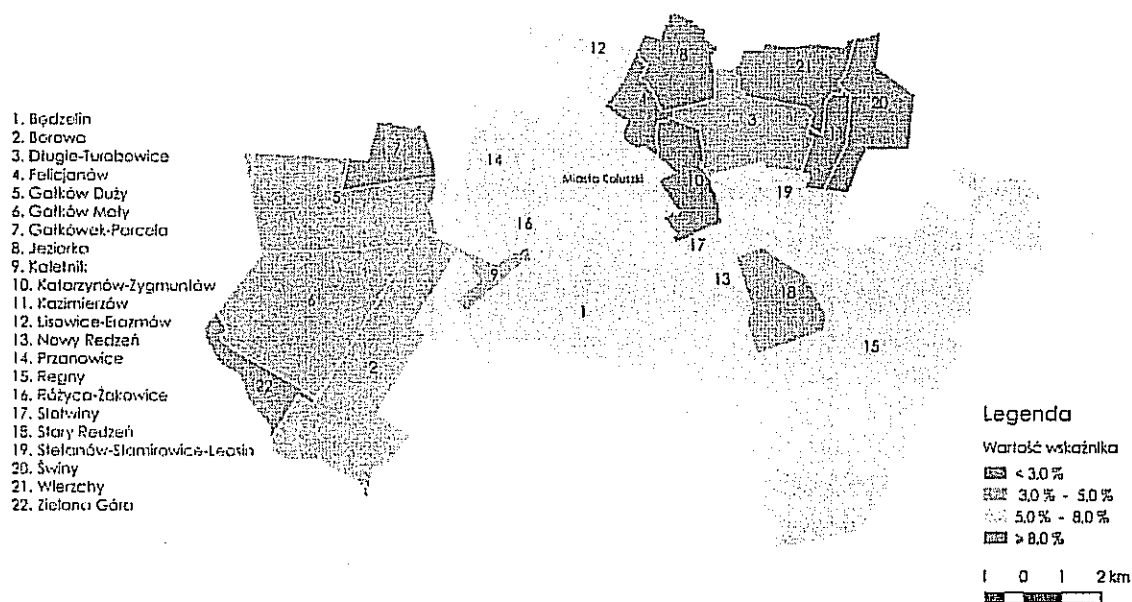 1. Będzelin
2. Borowa
3. Długie-Turobowice
4. Felicjanów
5. Gałków Duży
6. Gałków Mały
7. Gałkówek-Parcela
8. Jeziorko
9. Kaletnik
10. Katarzynów-Zygmuntów
11. Kazimierzów
12. Lisowice-Erazmów
13. Nowy Redzeń
14. Przanowice
15. Regny
16. Różyca-Żakowice
17. Słotwiny
18. Stary Redzeń
19. Stefanów-Stamirowice-Leosin
20. Świny
21. Wierzchy
22. Zielona Góra
12
8
21
20
4
3
11
7
14
Miasto Koluszki
10
5
19
16
17
9
13
18
6
1
15
2
22
Legenda
Wartość wskaźnika
< 3,0 %
3,0 % - 5,0 %
5,0 % - 8,0 %
> 8,0 %
1 0 1 2 km